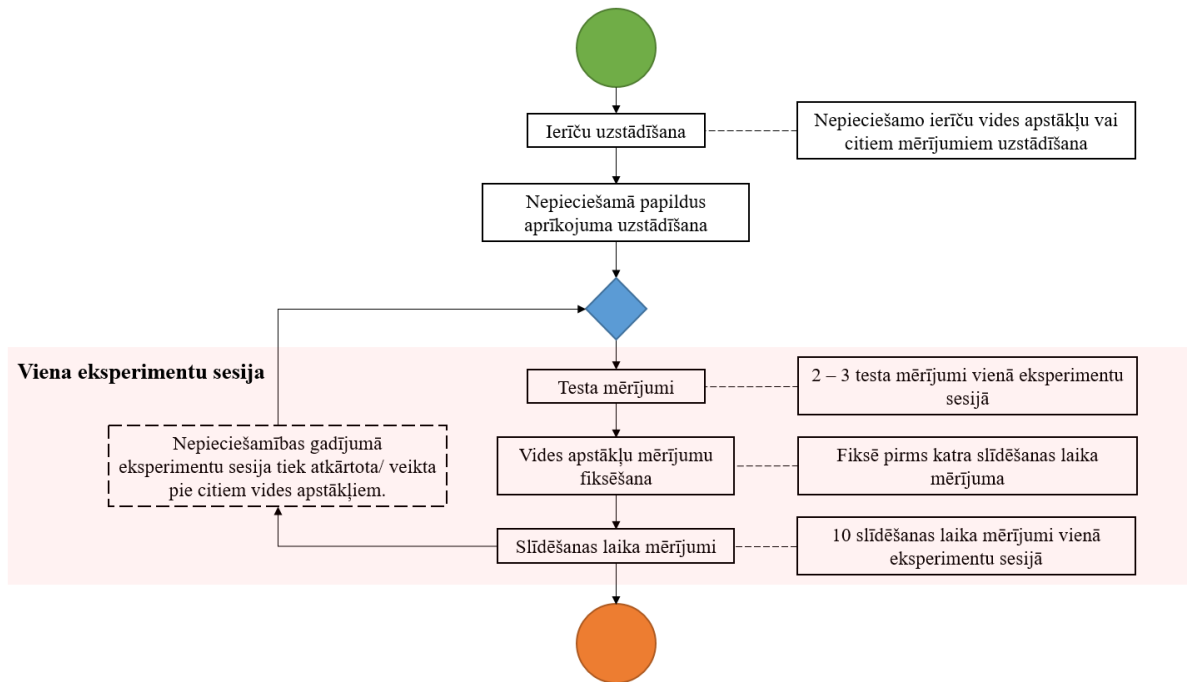 Ierīču uzstādīšana
Nepieciešamo ierīču vides apstākļu vai
citiem mērījumiem uzstādīšana
Nepieciešamā papildus
aprīkojuma uzstādīšana
Viena eksperimentu sesija
Testa mērījumi
2 – 3 testa mērījumi vienā eksperimentu
sesijā
Nepieciešamības gadījumā
eksperimentu sesija tiek atkārtota/ veikta
pie citiem vides apstākļiem.
Vides apstākļu mērījumu
fiksēšana
Fiksē pirms katra slīdēšanas laika
mērījuma
Slīdēšanas laika mērījumi
10 slīdēšanas laika mērījumi vienā
eksperimentu sesijā